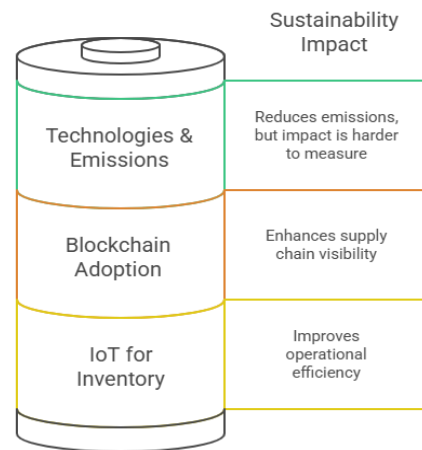 Sustainability
Impact
Technologies &
Emissions
Reduces emissions,
but impact is harder
to measure
Blockchain
Adoption
Enhances supply
chain visibility
IoT for
Inventory
Improves
operational
efficiency